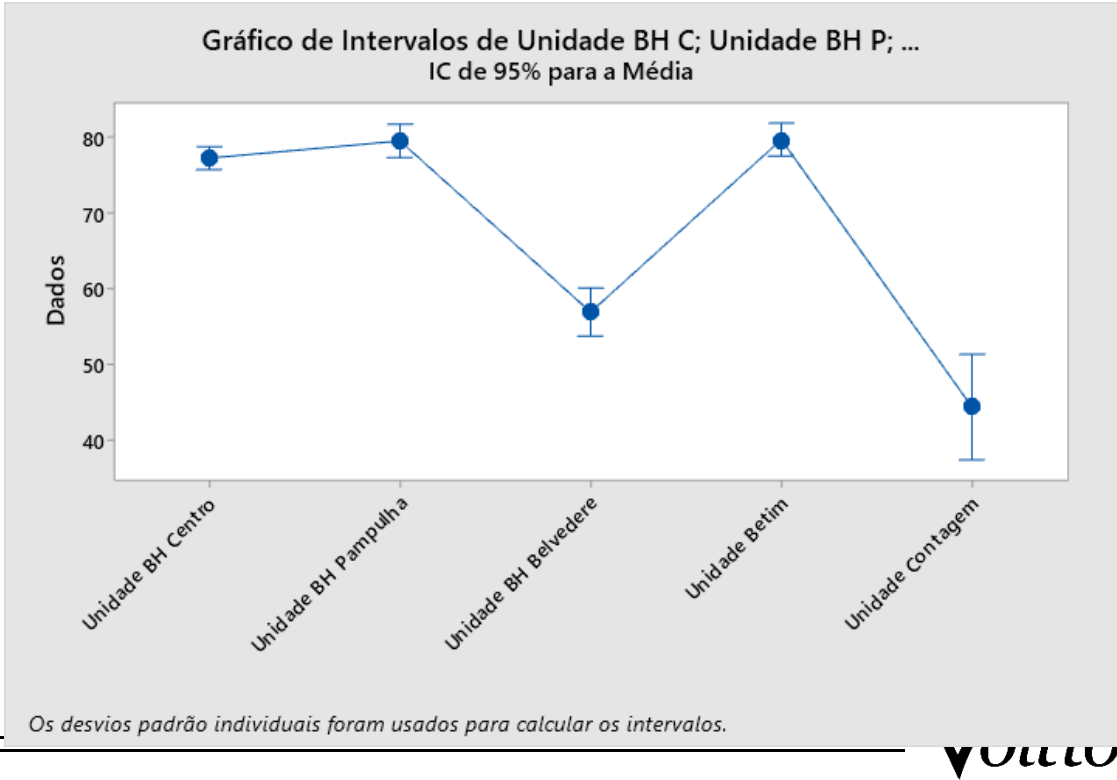 Gráfico de Intervalos de Unidade BH C; Unidade BH P; ...
IC de 95% para a Média
80
70
60
50
40
Dados
Unidade BH Centro
Unidade BH Pampulha
Unidade BH Belvedere
Unidade Betim
Unidade Contagem
Os desvios padrão individuais foram usados para calcular os intervalos.